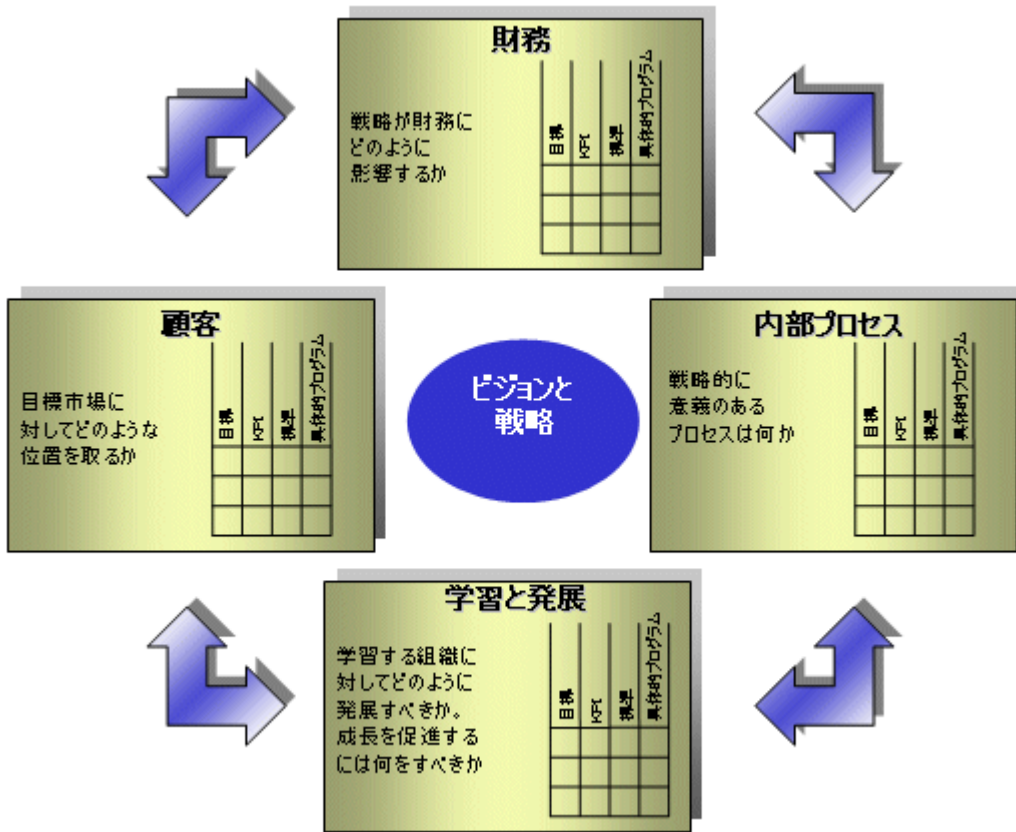 財務
戦略が財務に
どのように
影響するか
目標
KPI
標準
具体的プログラム
顧客
目標市場に
対してどのような
位置を取るか
目標
KPI
標準
具体的プログラム
ビジョンと
戦略
内部プロセス
戦略的に
意義のある
プロセスは何か
目標
KPI
標準
具体的プログラム
学習と発展
学習する組織に
対してどのように
発展すべきか。
成長を促進する
には何をすべきか
目標
KPI
標準
具体的プログラム